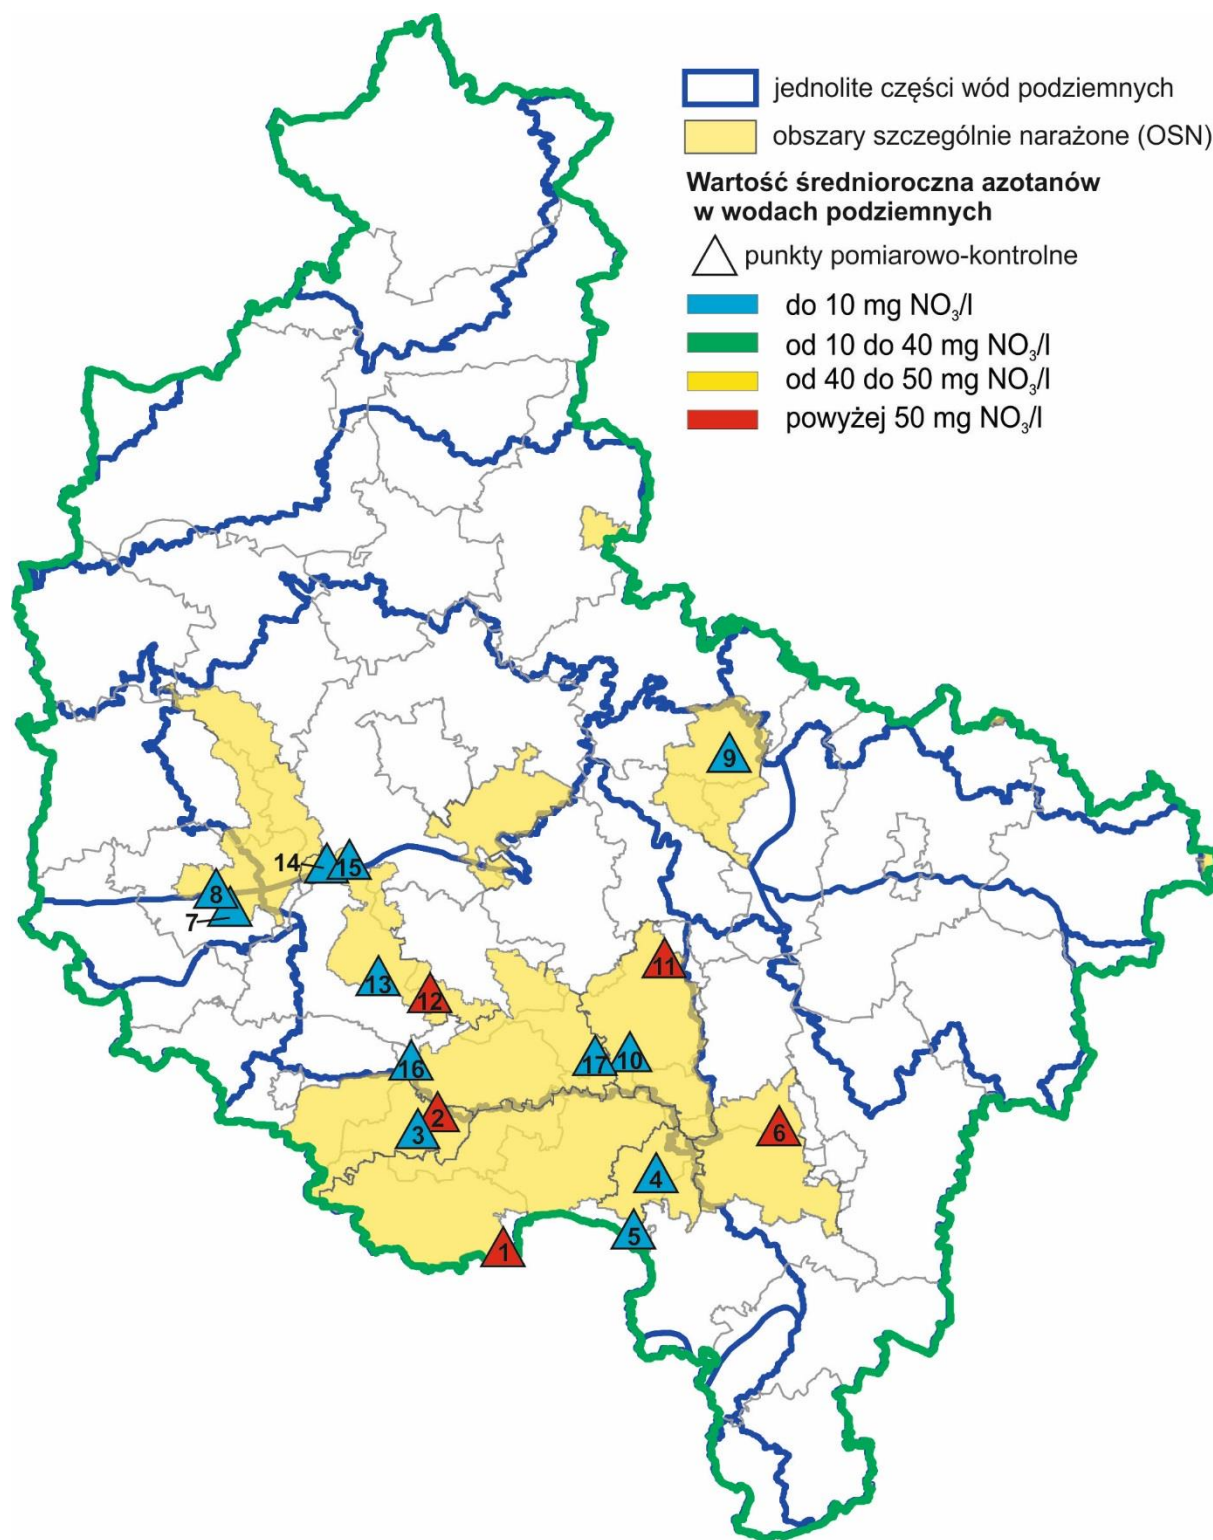 jednolite części wód podziemnych
obszary szczególnie narażone (OSN)
Wartość średnioroczna azotanów
w wodach podziemnych
punkty pomiarowo-kontrolne
do 10 mg NO₃/l
od 10 do 40 mg NO₃/l
od 40 do 50 mg NO₃/l
powyżej 50 mg NO₃/l
9
14
15
8
7
11
13
12
17
10
16
2
3
6
4
5
1